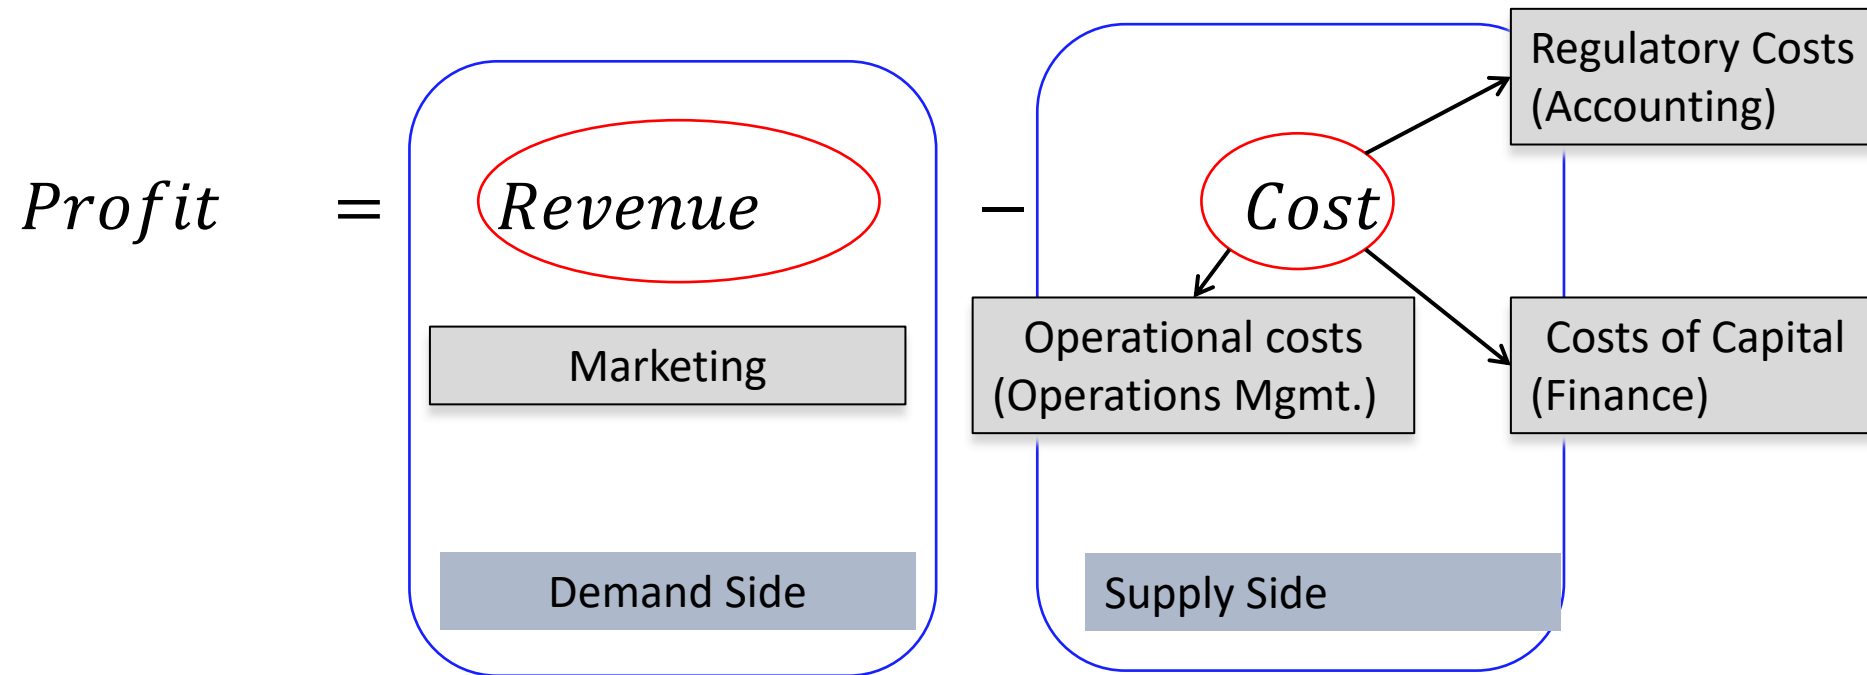 Profit = Revenue − Cost
Regulatory Costs
(Accounting)
Marketing
Operational costs
(Operations Mgmt.)
Costs of Capital
(Finance)
Demand Side
Supply Side